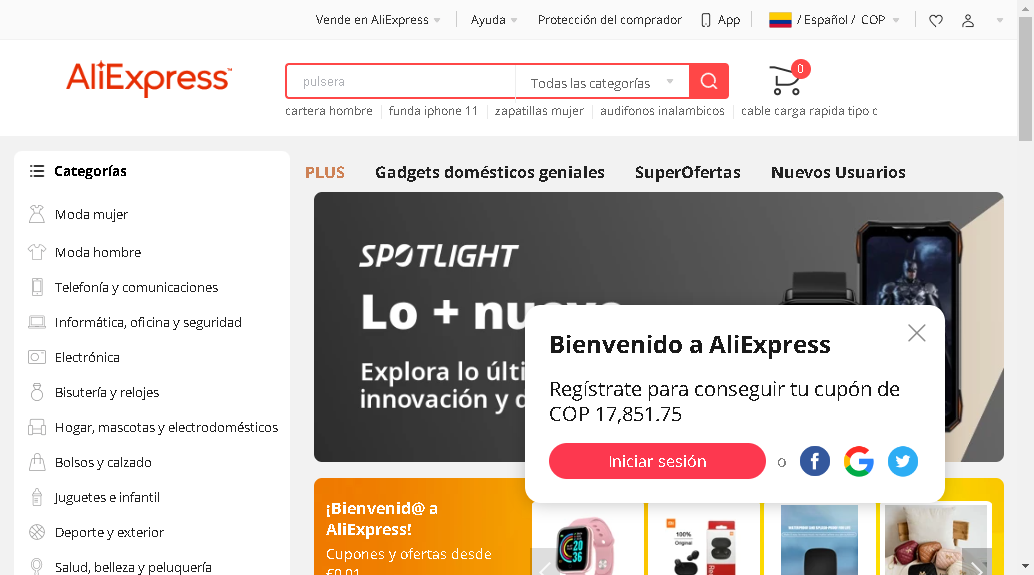 Vende en AliExpress
Ayuda
Protección del comprador
App
/ Español / COP
AliExpress™
pulsera
Todas las categorías
0
cartera hombre
funda iphone 11
zapatillas mujer
audifonos inalambicos
cable carga rapida tipo c
Categorías
PLUS
Gadgets domésticos geniales
SuperOfertas
Nuevos Usuarios
Moda mujer
Moda hombre
Telefonía y comunicaciones
Informática, oficina y seguridad
Electrónica
Bisutería y relojes
Hogar, mascotas y electrodomésticos
Bolsos y calzado
Juguetes e infantil
Deporte y exterior
Salud, belleza y peluquería
SPOTLIGHT
Lo + nuevo
Explora lo últi
innovación y d
Bienvenido a AliExpress
Regístrate para conseguir tu cupón de
COP 17,851.75
Iniciar sesión
o
¡Bienvenid@ a
AliExpress!
Cupones y ofertas desde
€0,01
100%
Original